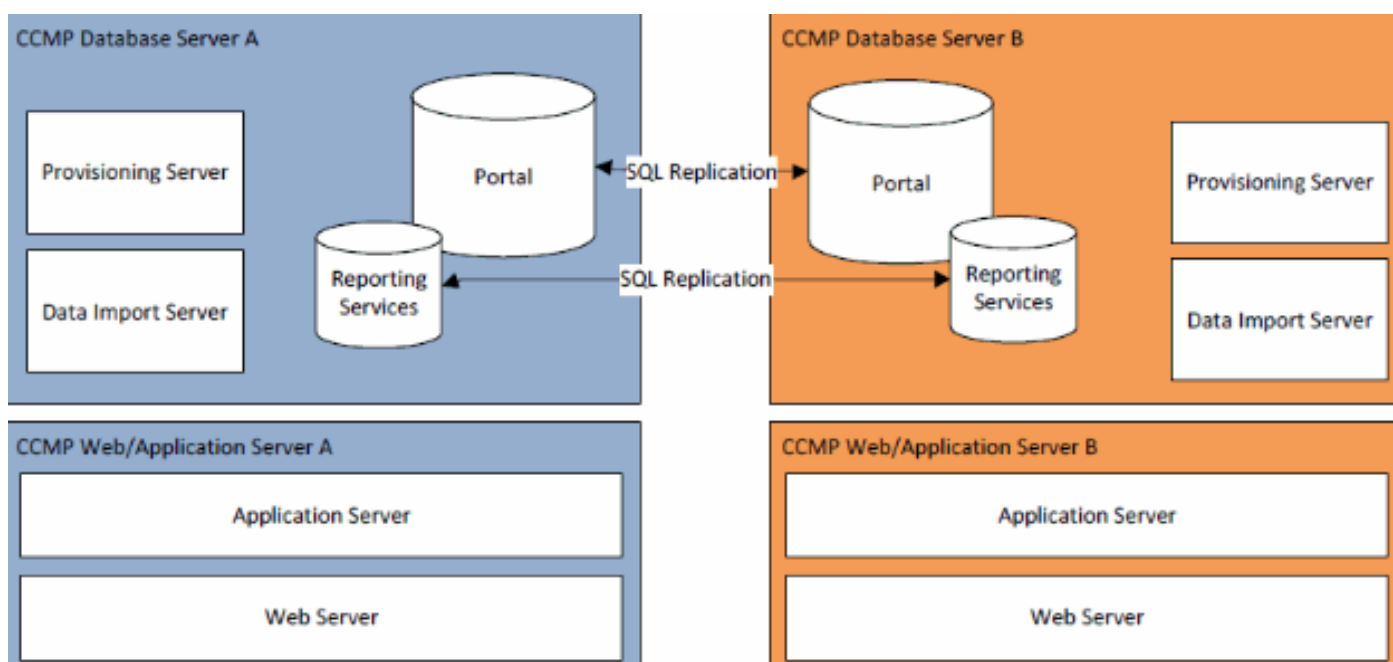 CCMP Database Server A
Provisioning Server
Data Import Server
Portal
Reporting
Services
SQL Replication
SQL Replication
CCMP Database Server B
Portal
Reporting
Services
Provisioning Server
Data Import Server
CCMP Web/Application Server A
Application Server
Web Server
CCMP Web/Application Server B
Application Server
Web Server